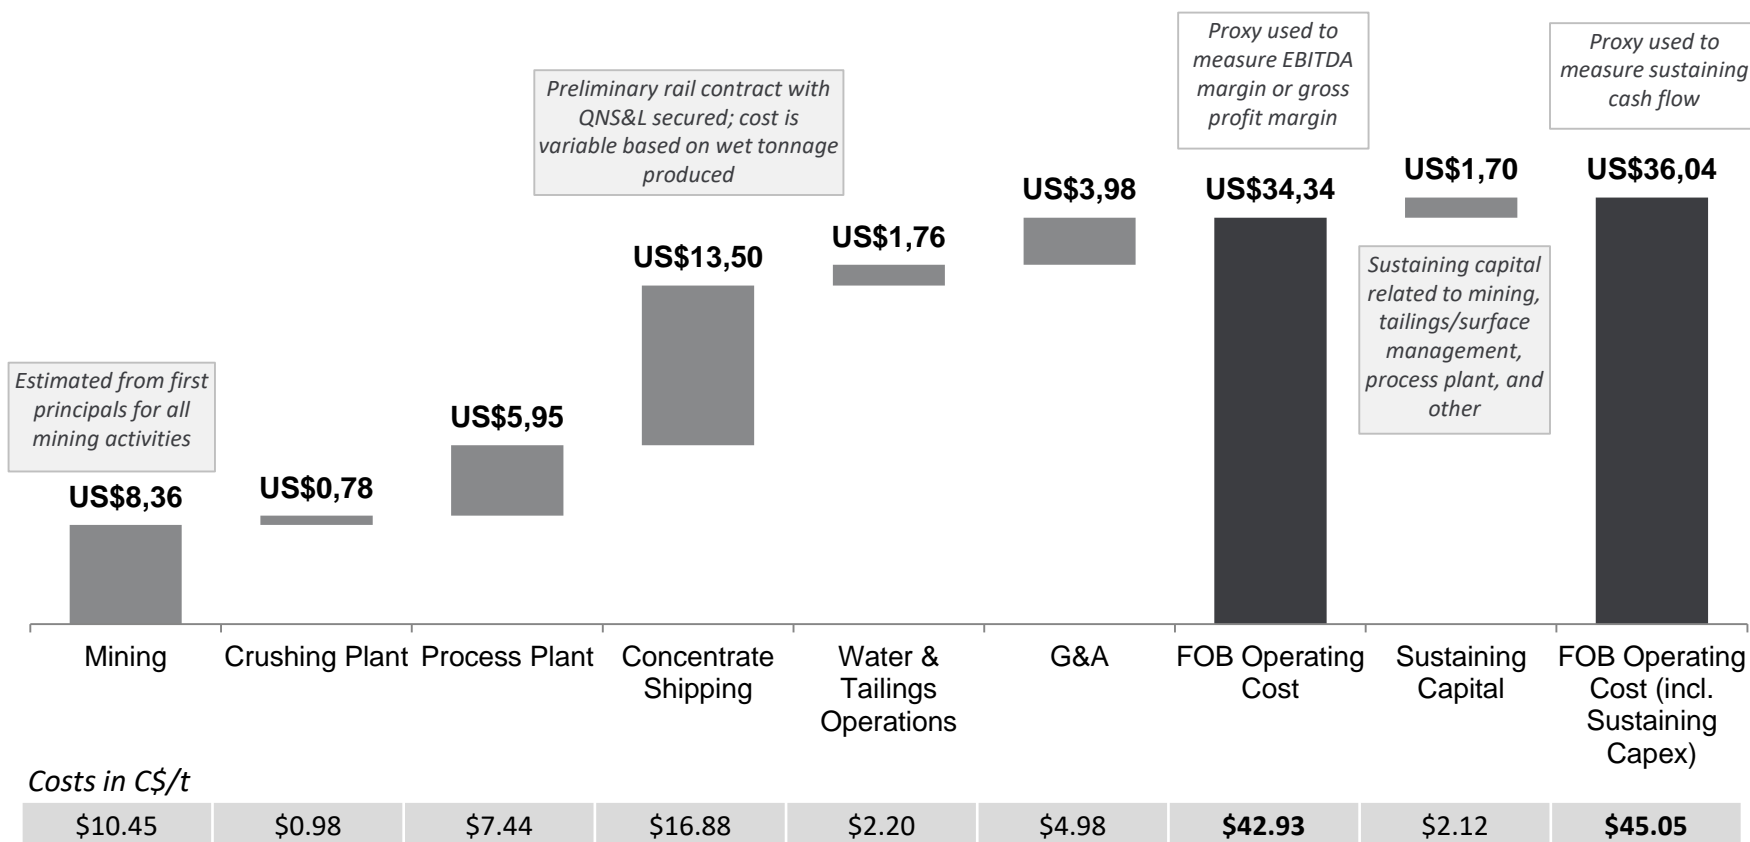 Proxy used to
measure EBITDA
margin or gross
profit margin
Proxy used to
measure sustaining
cash flow
Preliminary rail contract with
QNS&L secured; cost is
variable based on wet tonnage
produced
Estimated from first
principals for all
mining activities
Sustaining capital
related to mining,
tailings/surface
management,
process plant, and
other
US$8,36
US$0,78
US$5,95
US$13,50
US$1,76
US$3,98
US$34,34
US$1,70
US$36,04
Mining
Crushing Plant
Process Plant
Concentrate
Shipping
Water &
Tailings
Operations
G&A
FOB Operating
Cost
Sustaining
Capital
FOB Operating
Cost (incl.
Sustaining
Capex)
Costs in C$/t
$10.45 $0.98 $7.44 $16.88 $2.20 $4.98 $42.93 $2.12 $45.05